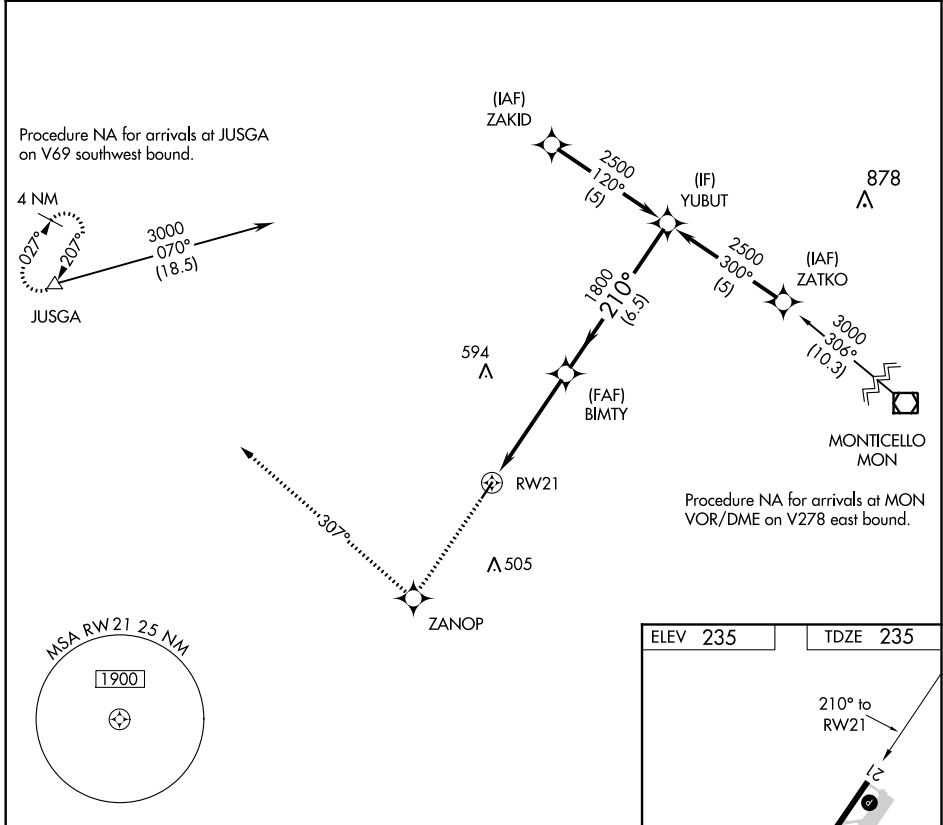 Procedure NA for arrivals at JUSGA
on V69 southwest bound.
4 NM
027°
207°
3000
070°
(18.5)
JUSGA
(IAF)
ZAKID
2500
120°
(5)
(IF)
YUBUT
878
2500
300°
(5)
(IAF)
ZATKO
3000
306°
(10.3)
MONTICELLO
MON
Procedure NA for arrivals at MON
VOR/DME on V278 east bound.
1800
210°
(6.5)
594
(FAF)
BIMTY
RW21
505
307°
ZANOP
MSA RW21 25 NM
1900
ELEV 235
TDZE 235
210° to
RW21
21
P